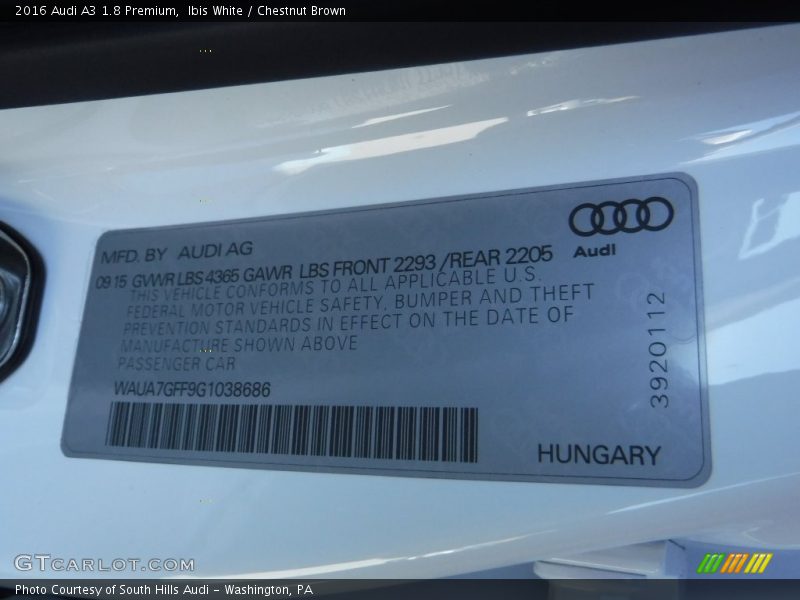 2016 Audi A3 1.8 Premium, Ibis White / Chestnut Brown
Audi
MFD. BY AUDI AG
09 15 GVWR LBS 4365 GAWR LBS FRONT 2293 /REAR 2205
THIS VEHICLE CONFORMS TO ALL APPLICABLE U.S.
FEDERAL MOTOR VEHICLE SAFETY, BUMPER AND THEFT
PREVENTION STANDARDS IN EFFECT ON THE DATE OF
MANUFACTURE SHOWN ABOVE
PASSENGER CAR
WAUA7GFF9G1038686
3920112
HUNGARY
GTCARLOT.COM
Photo Courtesy of South Hills Audi - Washington, PA